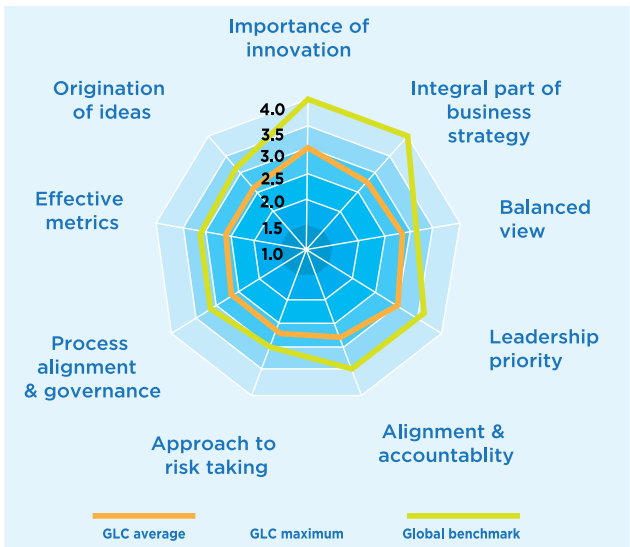 Importance of
innovation
Origination
of ideas
Integral part of
business
strategy
4.0
3.5
3.0
2.5
2.0
1.5
1.0
Effective
metrics
Balanced
view
Process
alignment
& governance
Leadership
priority
Approach to
risk taking
Alignment &
accountablity
GLC average
GLC maximum
Global benchmark